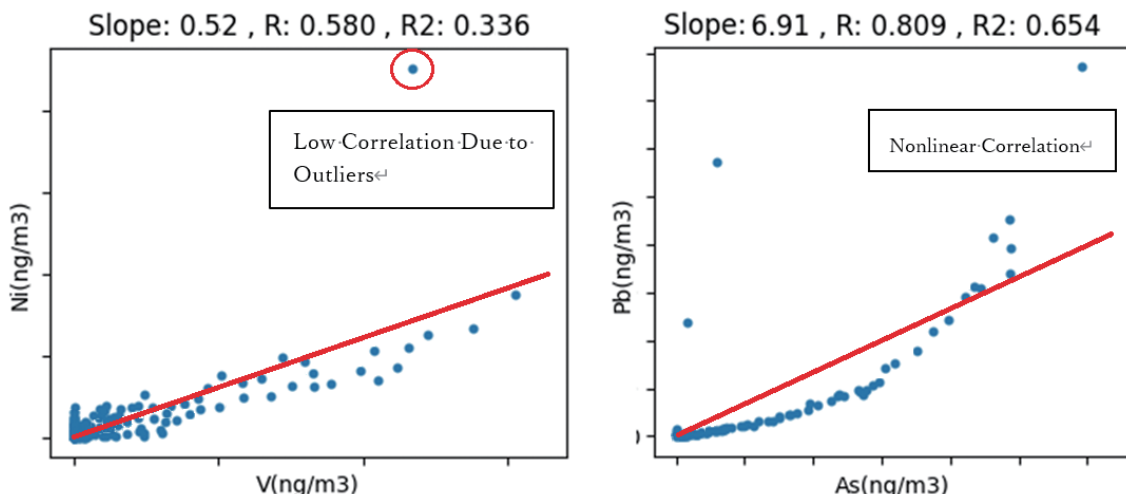 Slope: 0.52 , R: 0.580 , R2: 0.336
Low Correlation Due to
Outliers↵
Ni(ng/m3)
V(ng/m3)
Slope: 6.91 , R: 0.809 , R2: 0.654
Nonlinear Correlation↵
Pb(ng/m3)
As(ng/m3)